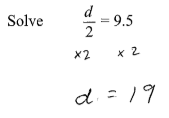 Solve d/2 = 9.5
×2 × 2
d = 19